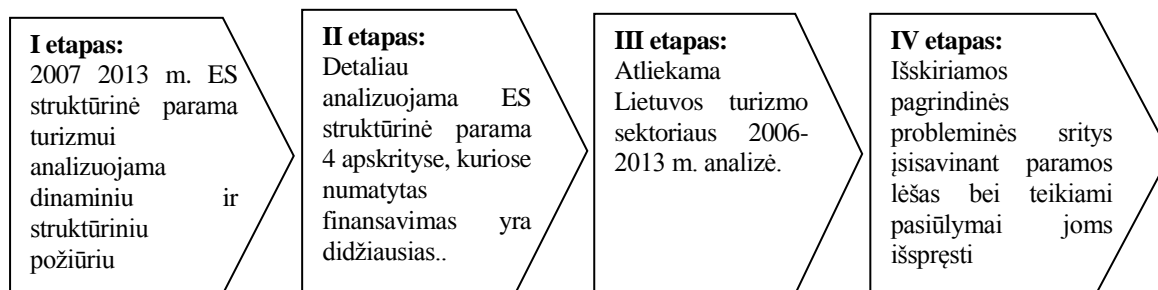 I etapas:
2007 2013 m. ES
struktūrinė parama
turizmui
analizuojama
dinaminiu ir
struktūriniu
požiūriu
II etapas:
Detaliau
analizuojama ES
struktūrinė parama
4 apskrityse, kuriose
numatytas
finansavimas yra
didžiausias..
III etapas:
Atliekama
Lietuvos turizmo
sektoriaus 2006-
2013 m. analizė.
IV etapas:
Išskiriamos
pagrindinės
probleminės sritys
įsisavinant paramos
lėšas bei teikiami
pasiūlymai joms
išspręsti